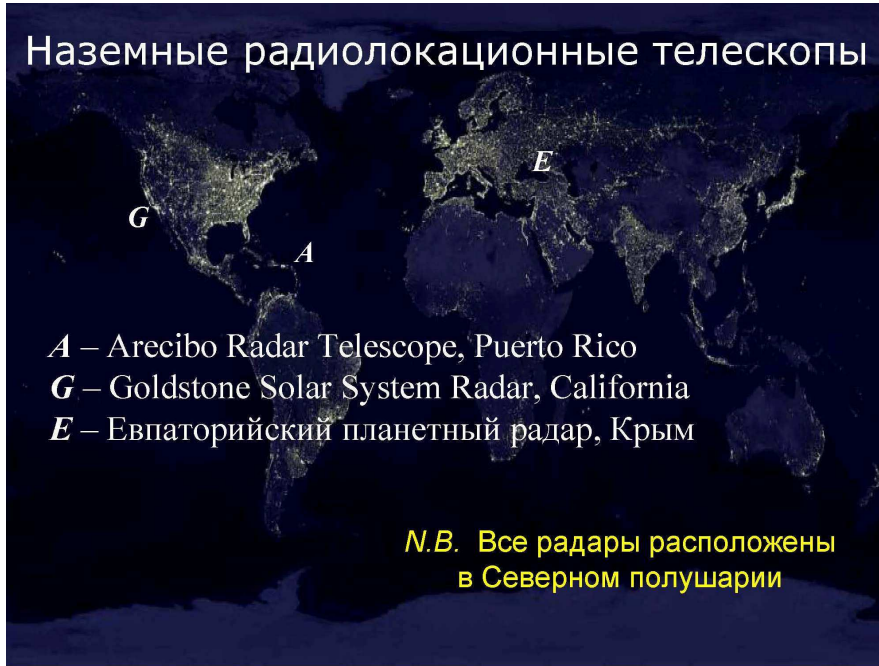 Наземные радиолокационные телескопы
E
G
A
A – Arecibo Radar Telescope, Puerto Rico
G – Goldstone Solar System Radar, California
E – Евпаторийский планетный радар, Крым
N.B. Все радары расположены
в Северном полушарии